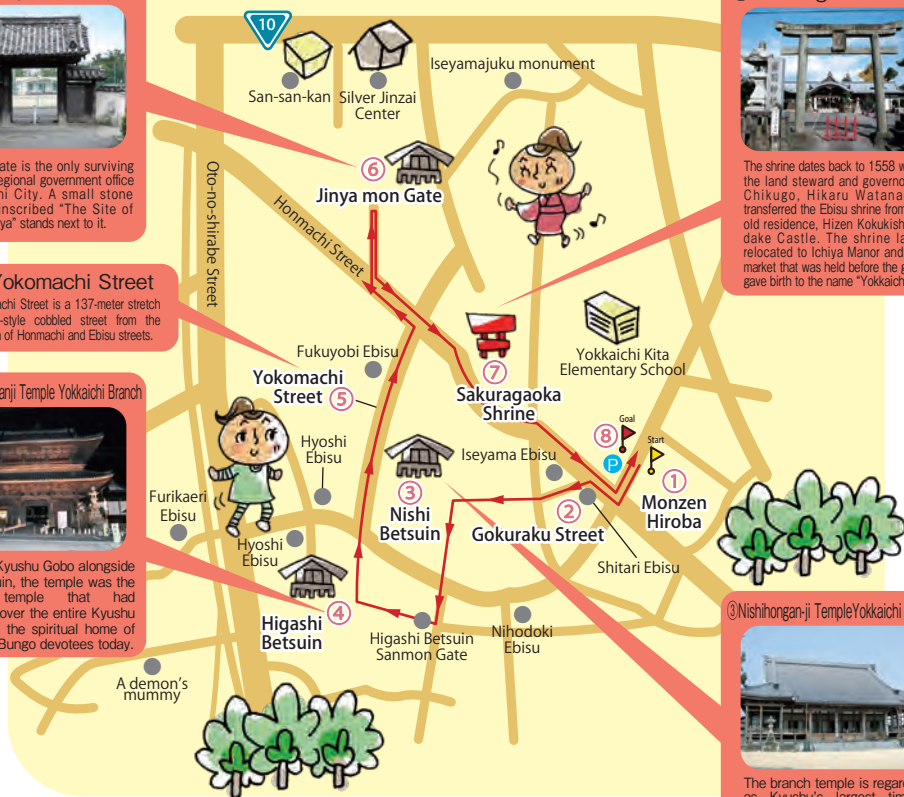 ate is the only surviving
egional government office
ni City. A small stone
inscribed "The Site of
ya" stands next to it.
Yokomachi Street
chi Street is a 137-meter stretch
-style cobbled street from the
of Honmachi and Ebisu streets.
anji Temple Yokkaichi Branch
Kyushu Gobo alongside
uin, the temple was the
temple that had
over the entire Kyushu
the spiritual home of
Bungo devotees today.
10
San-san-kan
Silver Jinzai
Center
Iseyamajuku monument
⑥
Jinya mon Gate
Oto-no-shirabe Street
Honmachi Street
Fukuyobi Ebisu
Yokomachi
Street ⑤
⑦
Sakuragaoka
Shrine
Yokkaichi Kita
Elementary School
Goal
⑧
P
Start
①
Monzen
Hiroba
Iseyama Ebisu
②
Gokuraku Street
Shitari Ebisu
③
Nishi
Betsuin
Hyoshi
Ebisu
Furikaeri
Ebisu
Hyoshi
Ebisu
④
Higashi
Betsuin
Higashi Betsuin
Sanmon Gate
Nihodoki
Ebisu
A demon's
mummy
The shrine dates back to 1558 w
the land steward and governo
Chikugo, Hikaru Watana
transferred the Ebisu shrine from
old residence, Hizen Kokukish
dake Castle. The shrine la
relocated to Ichiya Manor and
market that was held before the g
gave birth to the name "Yokkaich
③Nishihongan-ji TempleYokkaichi
The branch temple is regar
as Kyushu's largest tim